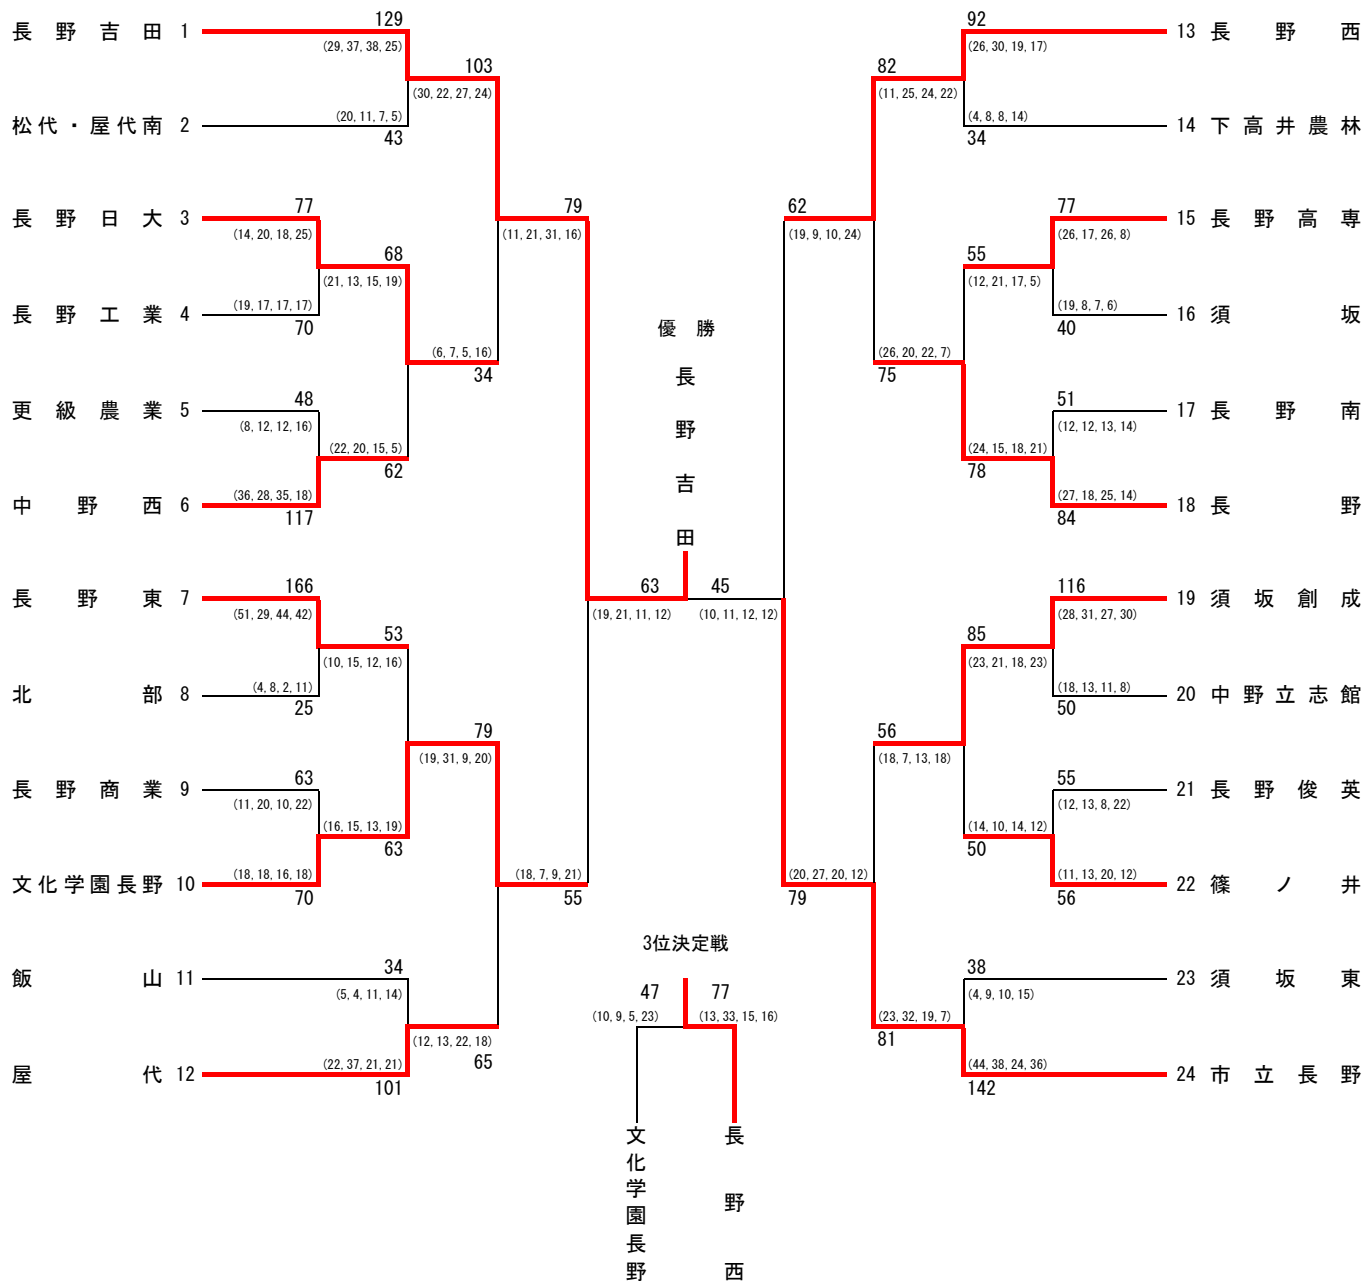 長野吉田 1
129
(29, 37, 38, 25)
松代・屋代南 2
(20, 11, 7, 5)
43
103
(30, 22, 27, 24)
長野日大 3
77
(14, 20, 18, 25)
長野工業 4
(19, 17, 17, 17)
70
68
(21, 13, 15, 19)
更級農業 5
48
(8, 12, 12, 16)
中野西 6
(36, 28, 35, 18)
117
(22, 20, 15, 5)
62
(6, 7, 5, 16)
34
79
(11, 21, 31, 16)
長野東 7
166
(51, 29, 44, 42)
北部 8
(4, 8, 2, 11)
25
53
(10, 15, 12, 16)
長野商業 9
63
(11, 20, 10, 22)
文化学園長野 10
(18, 18, 16, 18)
70
(16, 15, 13, 19)
63
79
(19, 31, 9, 20)
飯山 11
34
(5, 4, 11, 14)
屋代 12
(22, 37, 21, 21)
101
(12, 13, 22, 18)
65
(18, 7, 9, 21)
55
優勝
長野吉田
63
(19, 21, 11, 12)
45
(10, 11, 12, 12)
3位決定戦
47
(10, 9, 5, 23)
77
(13, 33, 15, 16)
文化学園長野
長野西
92
13 長野西
(26, 30, 19, 17)
14 下高井農林
(4, 8, 8, 14)
34
82
(11, 25, 24, 22)
77
15 長野高専
(26, 17, 26, 8)
16 須坂
(19, 8, 7, 6)
40
55
(12, 21, 17, 5)
51
17 長野南
(12, 12, 13, 14)
18 長野
(27, 18, 25, 14)
84
(24, 15, 18, 21)
78
(26, 20, 22, 7)
75
62
(19, 9, 10, 24)
116
19 須坂創成
(28, 31, 27, 30)
20 中野立志館
(18, 13, 11, 8)
50
85
(23, 21, 18, 23)
55
21 長野俊英
(12, 13, 8, 22)
22 篠ノ井
(11, 13, 20, 12)
56
(14, 10, 14, 12)
50
56
(18, 7, 13, 18)
38
23 須坂東
(4, 9, 10, 15)
24 市立長野
(44, 38, 24, 36)
142
(23, 32, 19, 7)
81
(20, 27, 20, 12)
79